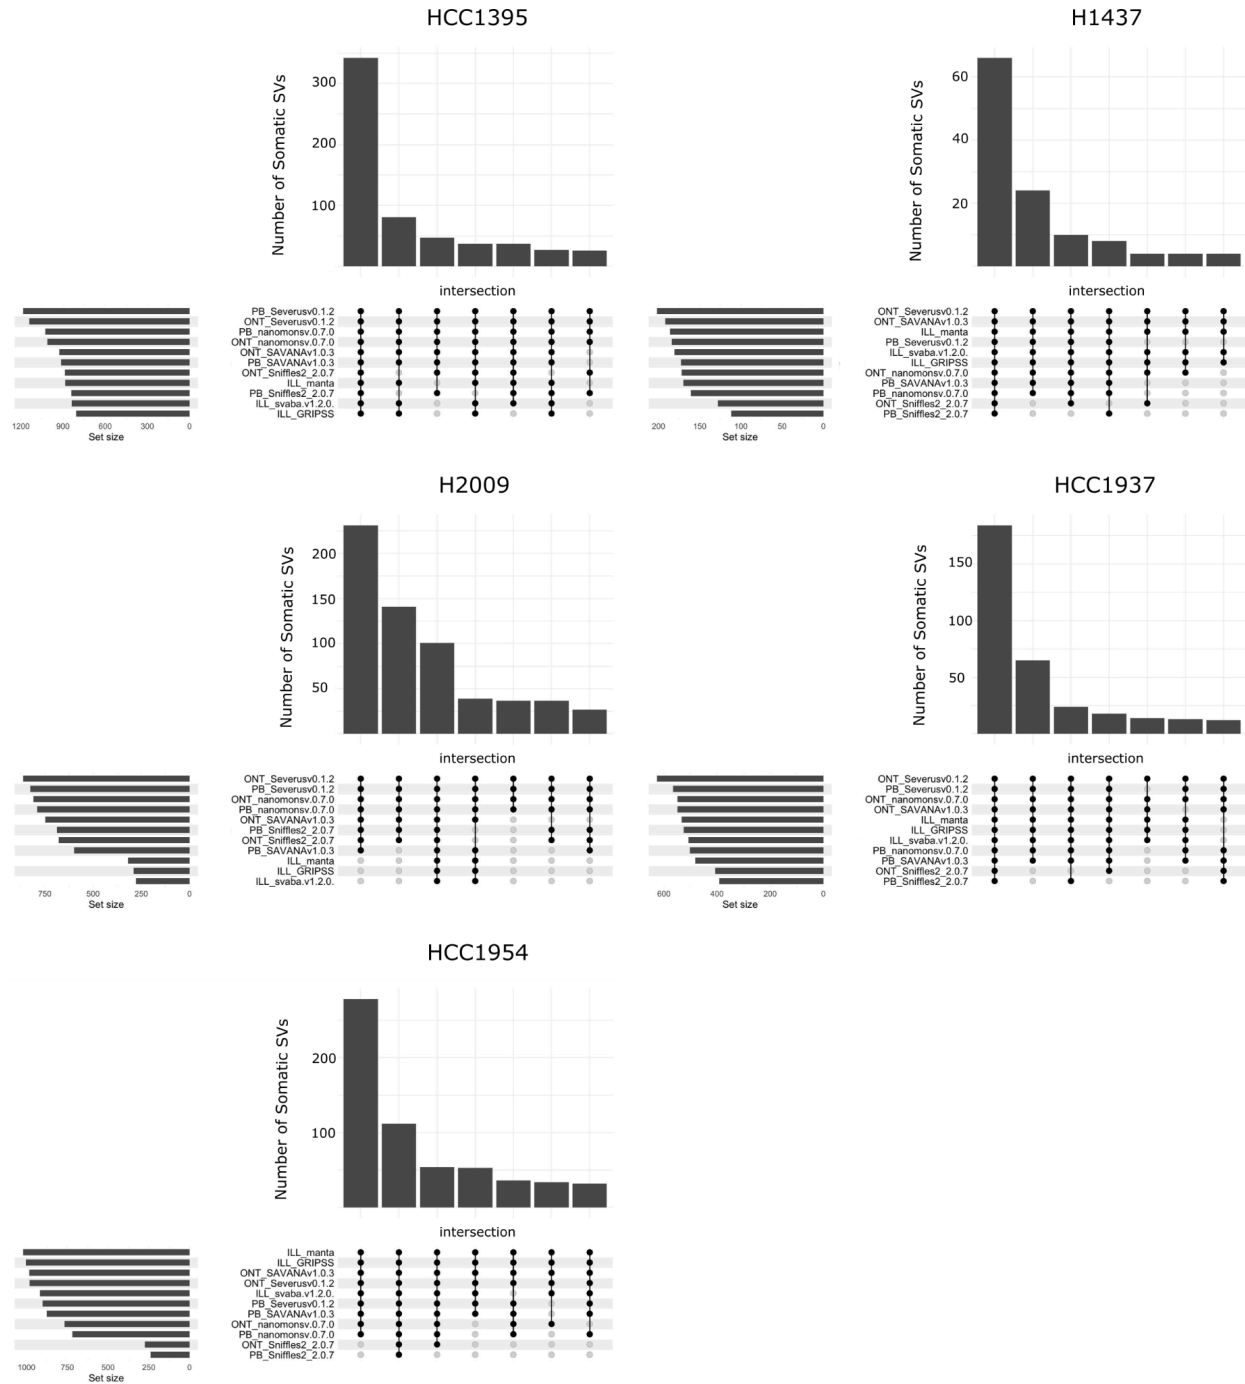 HCC1395
Number of Somatic SVs
300
200
100
intersection
PB_Severusv0.1.2
ONT_Severusv0.1.2
PB_nanomonsv.0.7.0
ONT_nanomonsv.0.7.0
ONT_SAVANAv1.0.3
PB_SAVANAv1.0.3
ONT_Sniffles2_2.0.7
ILL_manta
PB_Sniffles2_2.0.7
ILL_svaba.v1.2.0.
ILL_GRIPSS
1200 900 600 300 0
Set size
H1437
Number of Somatic SVs
60
40
20
intersection
ONT_Severusv0.1.2
ONT_SAVANAv1.0.3
ILL_manta
PB_Severusv0.1.2
ILL_svaba.v1.2.0.
ILL_GRIPSS
ONT_nanomonsv.0.7.0
PB_SAVANAv1.0.3
PB_nanomonsv.0.7.0
ONT_Sniffles2_2.0.7
PB_Sniffles2_2.0.7
200 150 100 50 0
Set size
H2009
Number of Somatic SVs
200
150
100
50
intersection
ONT_Severusv0.1.2
PB_Severusv0.1.2
ONT_nanomonsv.0.7.0
PB_nanomonsv.0.7.0
ONT_SAVANAv1.0.3
PB_Sniffles2_2.0.7
ONT_Sniffles2_2.0.7
PB_SAVANAv1.0.3
ILL_manta
ILL_GRIPSS
ILL_svaba.v1.2.0.
750 500 250 0
Set size
HCC1937
Number of Somatic SVs
150
100
50
intersection
ONT_Severusv0.1.2
PB_Severusv0.1.2
ONT_nanomonsv.0.7.0
ONT_SAVANAv1.0.3
ILL_manta
ILL_GRIPSS
ILL_svaba.v1.2.0.
PB_nanomonsv.0.7.0
PB_SAVANAv1.0.3
ONT_Sniffles2_2.0.7
PB_Sniffles2_2.0.7
600 400 200 0
Set size
HCC1954
Number of Somatic SVs
200
100
intersection
ILL_manta
ILL_GRIPSS
ONT_SAVANAv1.0.3
ONT_Severusv0.1.2
ILL_svaba.v1.2.0.
PB_Severusv0.1.2
PB_SAVANAv1.0.3
ONT_nanomonsv.0.7.0
PB_nanomonsv.0.7.0
ONT_Sniffles2_2.0.7
PB_Sniffles2_2.0.7
1000 750 500 250 0
Set size